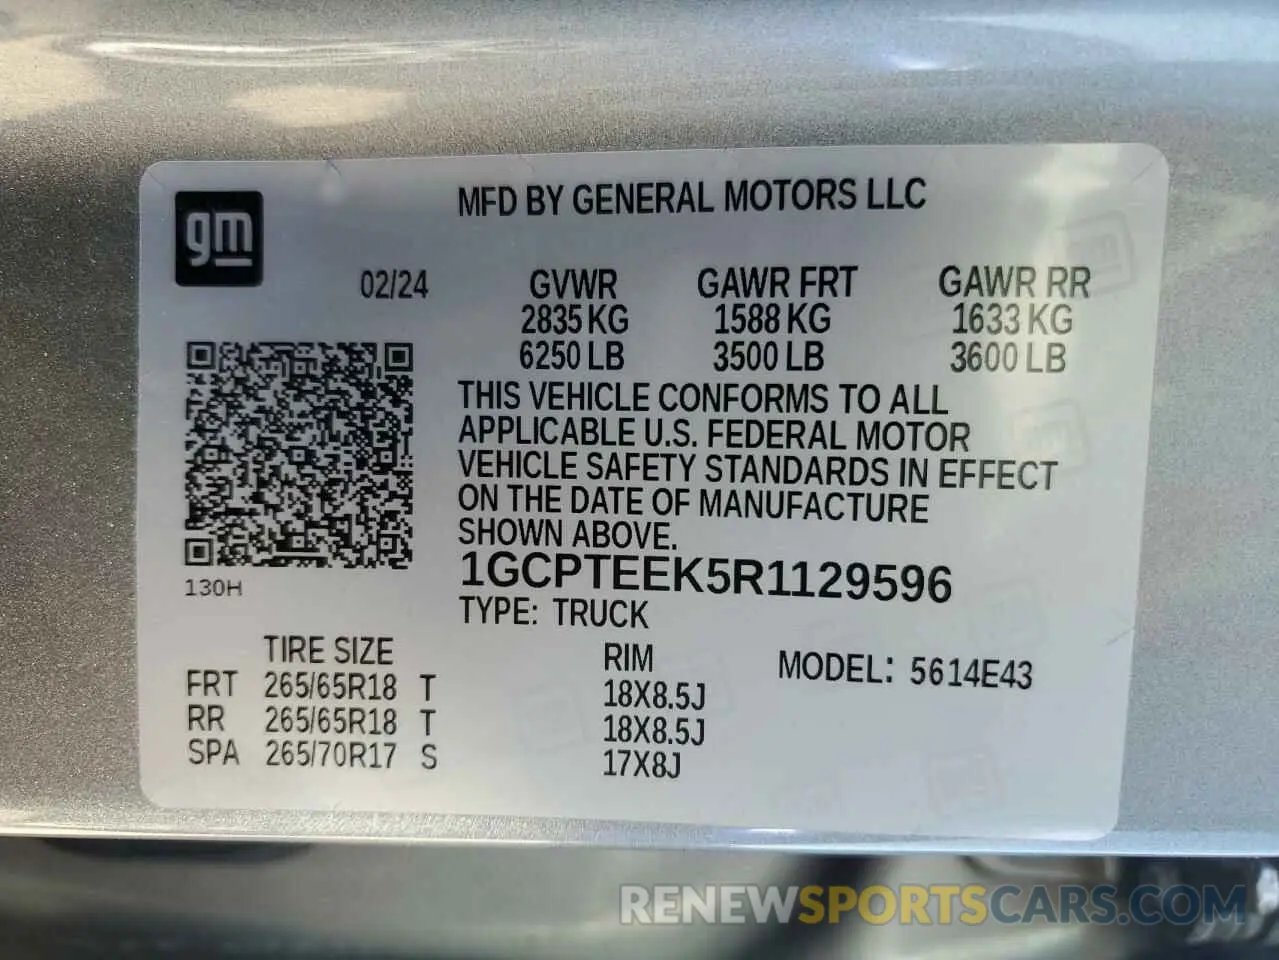 MFD BY GENERAL MOTORS LLC
gm
02/24 GVWR GAWR FRT GAWR RR
2835 KG 1588 KG 1633 KG
6250 LB 3500 LB 3600 LB
THIS VEHICLE CONFORMS TO ALL
APPLICABLE U.S. FEDERAL MOTOR
VEHICLE SAFETY STANDARDS IN EFFECT
ON THE DATE OF MANUFACTURE
SHOWN ABOVE.
130H
1GCPTEEK5R1129596
TYPE: TRUCK
TIRE SIZE RIM MODEL: 5614E43
FRT 265/65R18 T 18X8.5J
RR 265/65R18 T 18X8.5J
SPA 265/70R17 S 17X8J
RENEWSPORTSCARS.COM